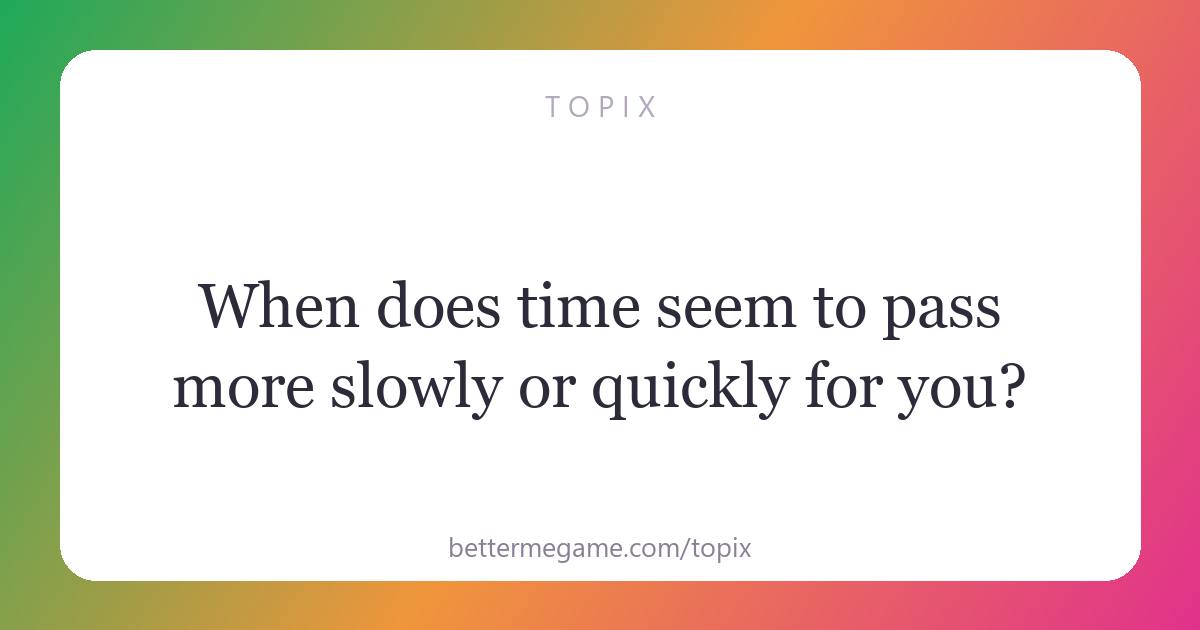 TOPIX
When does time seem to pass
more slowly or quickly for you?
bettermegame.com/topix